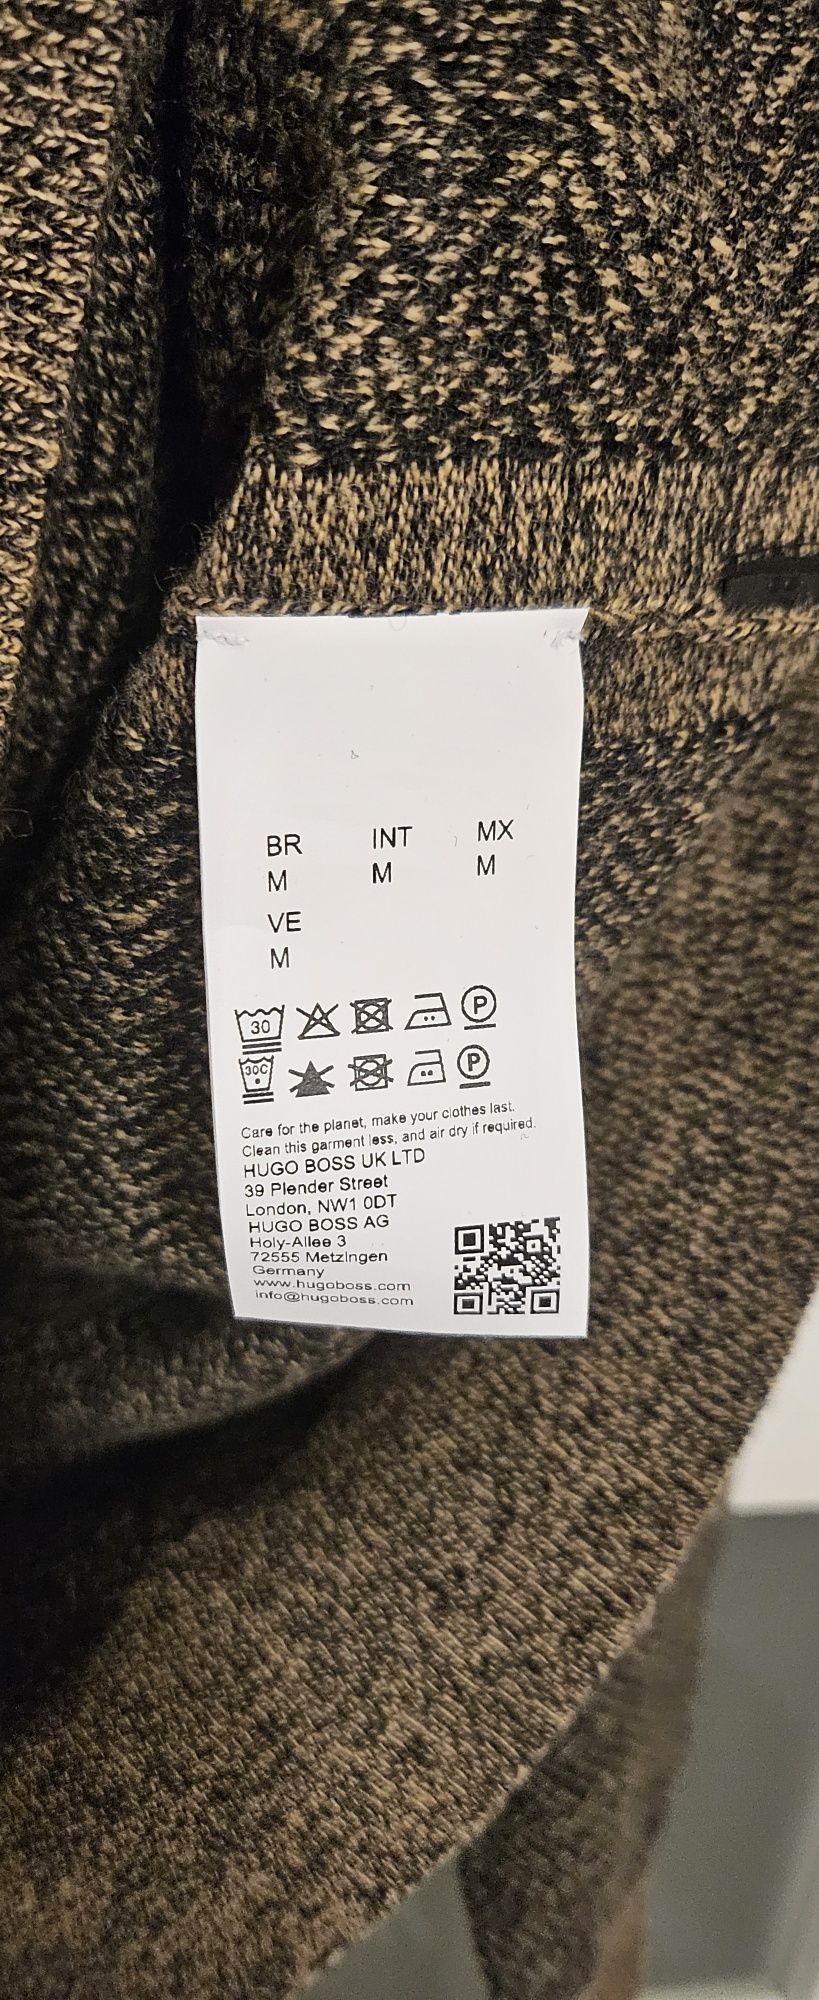 BR INT MX
M M M
VE
M
30 P
30C P
Care for the planet, make your clothes last.
Clean this garment less, and air dry if required.
HUGO BOSS UK LTD
39 Plender Street
London, NW1 0DT
HUGO BOSS AG
Holy-Allee 3
72555 Metzingen
Germany
www.hugoboss.com
info@hugoboss.com